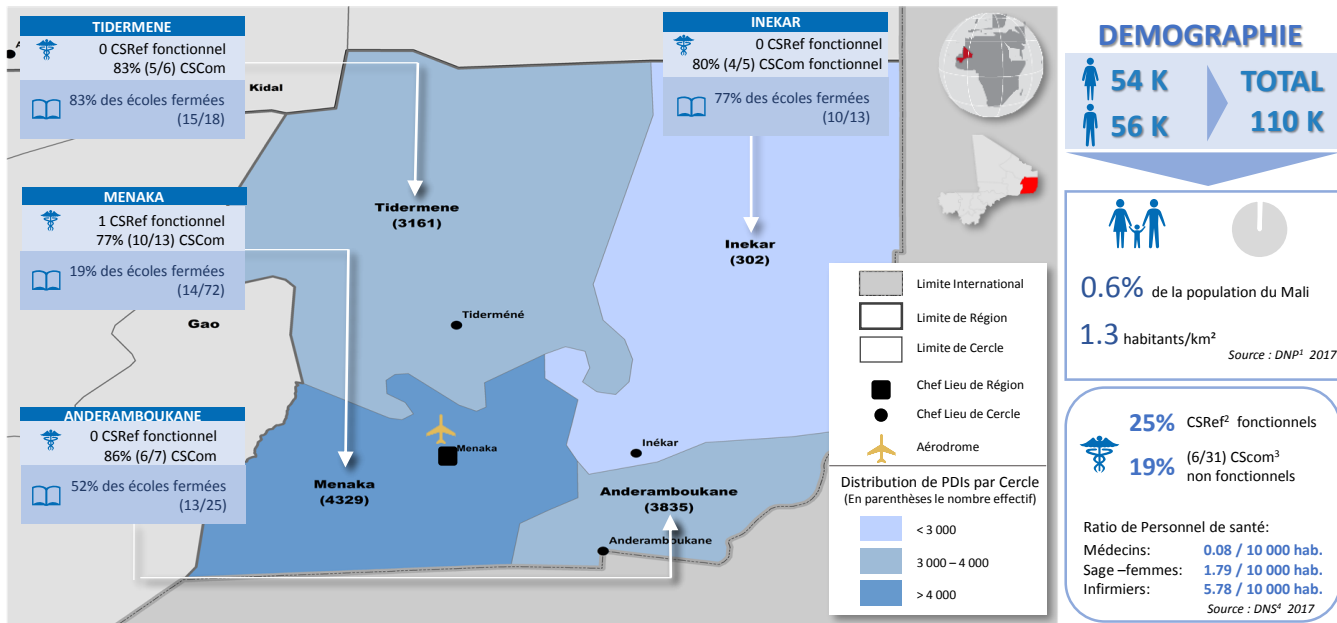 TIDERMENE
0 CSRef fonctionnel
83% (5/6) CSCom
83% des écoles fermées
(15/18)
Kidal
INEKAR
0 CSRef fonctionnel
80% (4/5) CSCom fonctionnel
77% des écoles fermées
(10/13)
MENAKA
1 CSRef fonctionnel
77% (10/13) CSCom
19% des écoles fermées
(14/72)
Gao
ANDERAMBOUKANE
0 CSRef fonctionnel
86% (6/7) CSCom
52% des écoles fermées
(13/25)
Tidermene
(3161)
Inekar
(302)
Tiderméné
Menaka
Inékar
Menaka
(4329)
Anderamboukane
(3835)
Anderamboukane
Limite International
Limite de Région
Limite de Cercle
Chef Lieu de Région
Chef Lieu de Cercle
Aérodrome
Distribution de PDIs par Cercle
(En parenthèses le nombre effectif)
< 3 000
3 000 – 4 000
> 4 000
DEMOGRAPHIE
54 K
56 K
TOTAL
110 K
0.6% de la population du Mali
1.3 habitants/km²
Source : DNP¹ 2017
25% CSRef² fonctionnels
19% (6/31) CScom³
non fonctionnels
Ratio de Personnel de santé:
Médecins: 0.08 / 10 000 hab.
Sage –femmes: 1.79 / 10 000 hab.
Infirmiers: 5.78 / 10 000 hab.
Source : DNS⁴ 2017